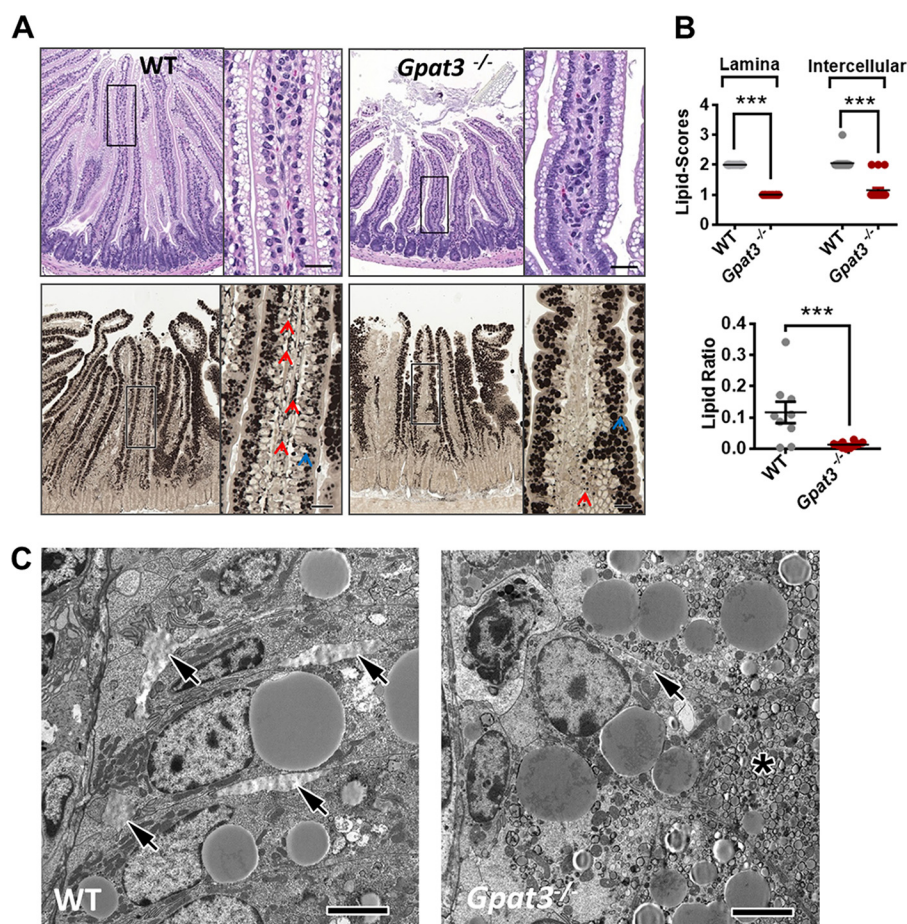 A
WT
Gpat3 -/-
B
Lamina
Intercellular
***
***
Lipid-Scores
4
3
2
1
0
WT
Gpat3-/-
WT
Gpat3-/-
***
Lipid Ratio
0.4
0.3
0.2
0.1
0.0
WT
Gpat3-/-
C
WT
*
Gpat3-/-